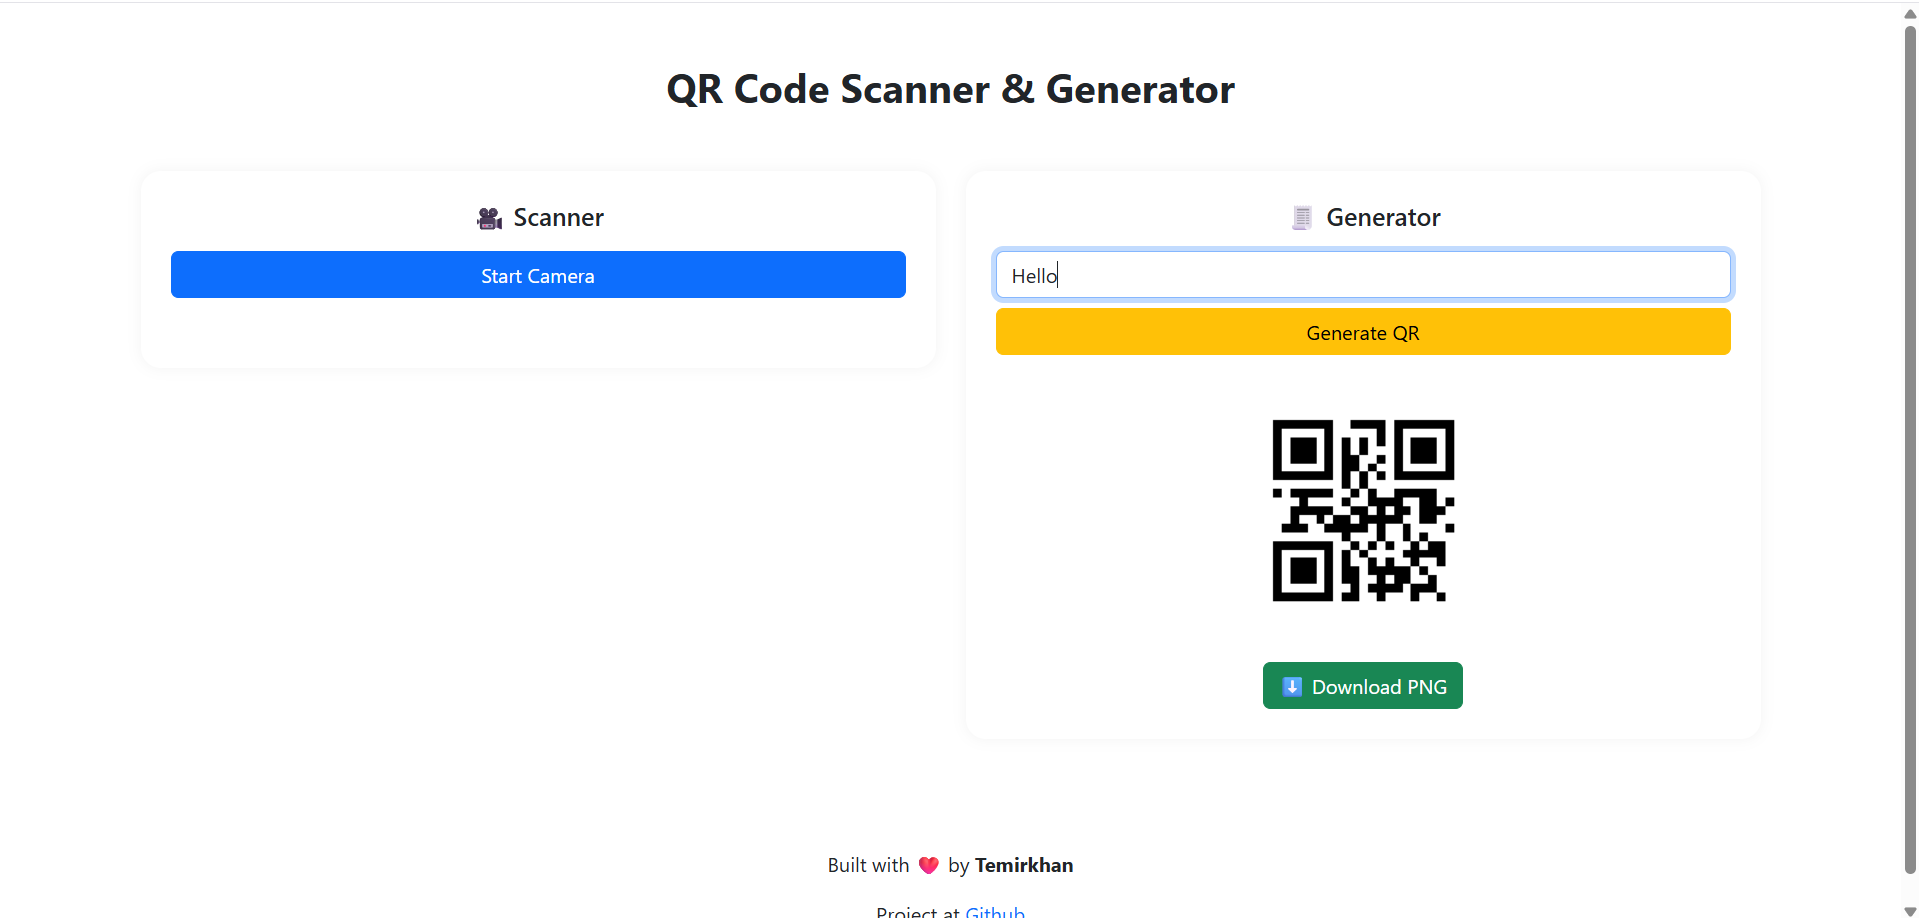 QR Code Scanner & Generator
Scanner
Start Camera
Generator
Hello
Generate QR
Download PNG
Built with ❤️ by Temirkhan
Project at Github